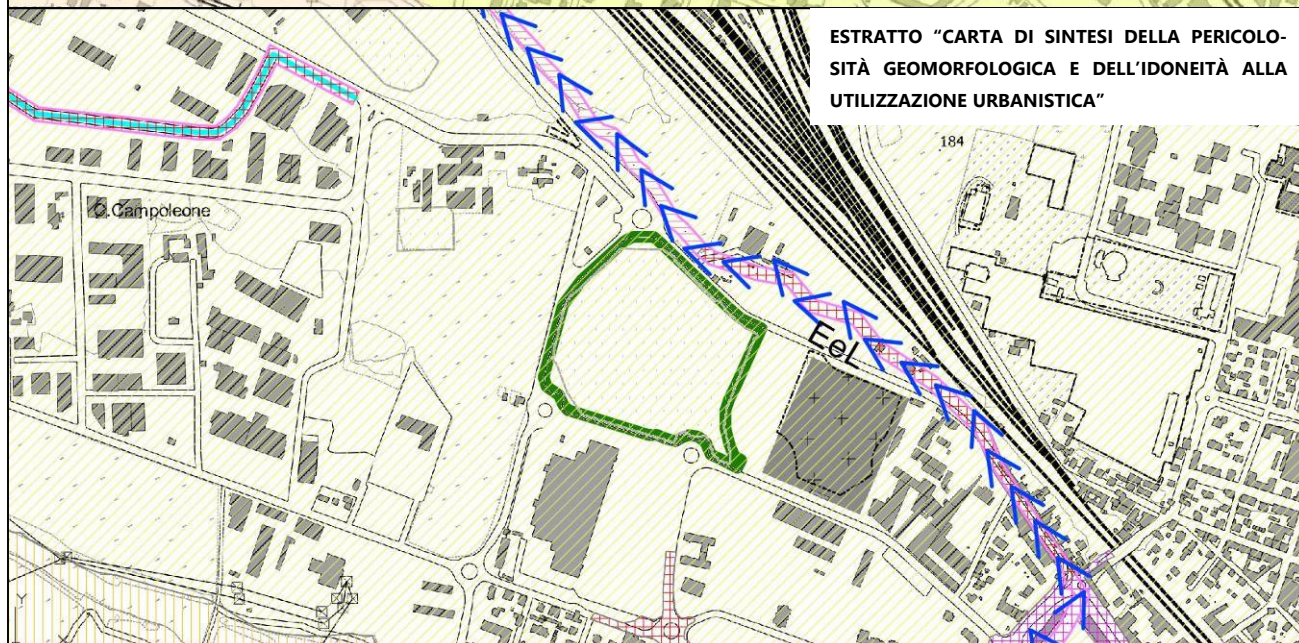 ESTRATTO “CARTA DI SINTESI DELLA PERICOLO-
SITÀ GEOMORFOLOGICA E DELL’IDONEITÀ ALLA
UTILIZZAZIONE URBANISTICA”
184
C.Campoleone
EeL